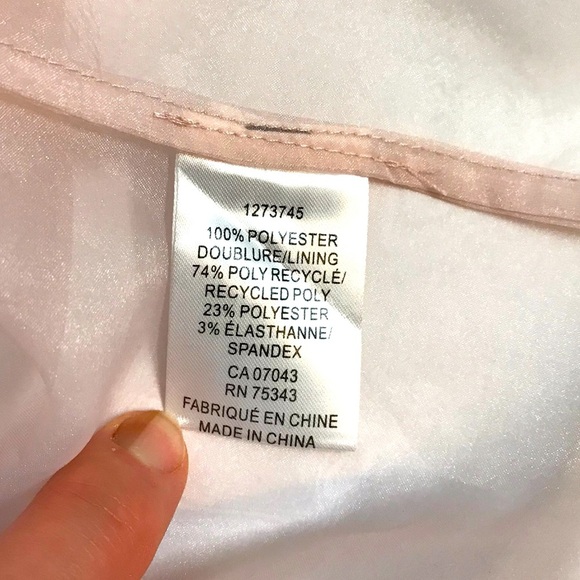 1273745
100% POLYESTER
DOUBLURE/LINING
74% POLY RECYCLÉ/
RECYCLED POLY
23% POLYESTER
3% ÉLASTHANNE/
SPANDEX
CA 07043
RN 75343
FABRIQUÉ EN CHINE
MADE IN CHINA